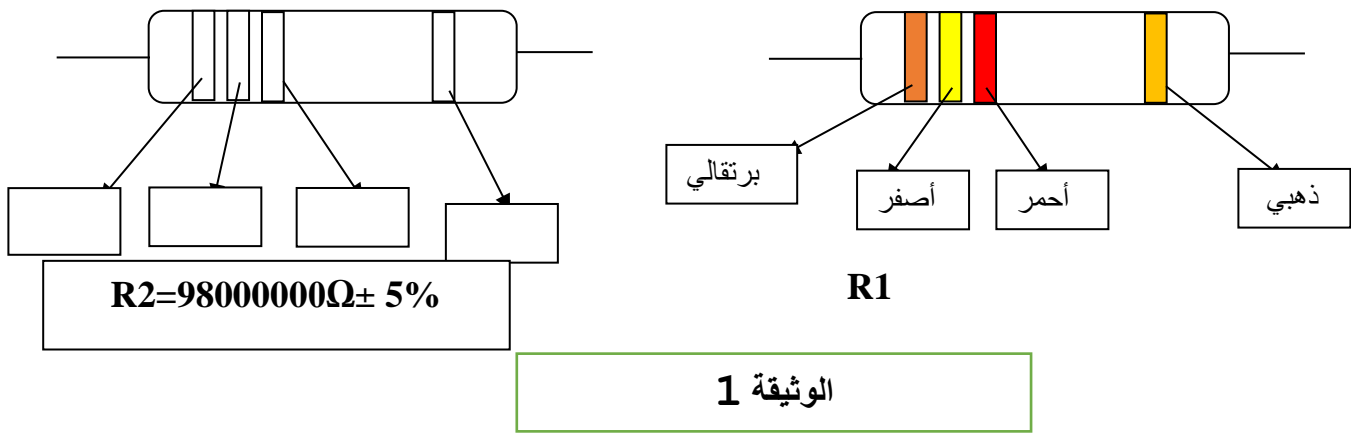 برتقالي
أصفر
أحمر
ذهبي
R1
R2=98000000Ω± 5%
الوثيقة 1